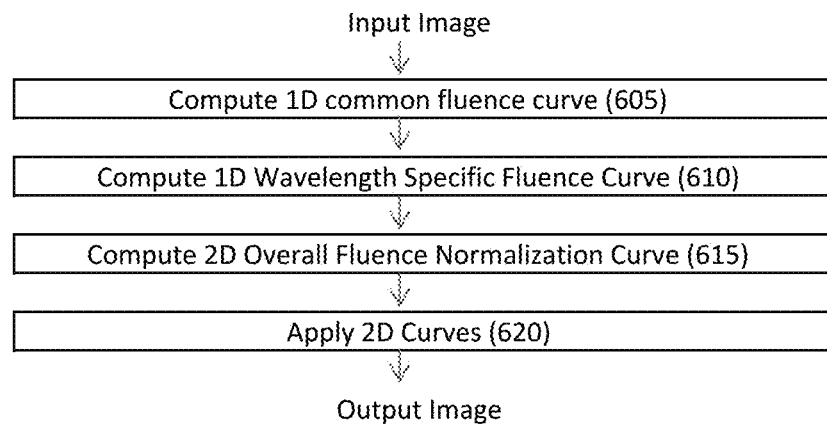 Input Image
Compute 1D common fluence curve (605)
Compute 1D Wavelength Specific Fluence Curve (610)
Compute 2D Overall Fluence Normalization Curve (615)
Apply 2D Curves (620)
Output Image